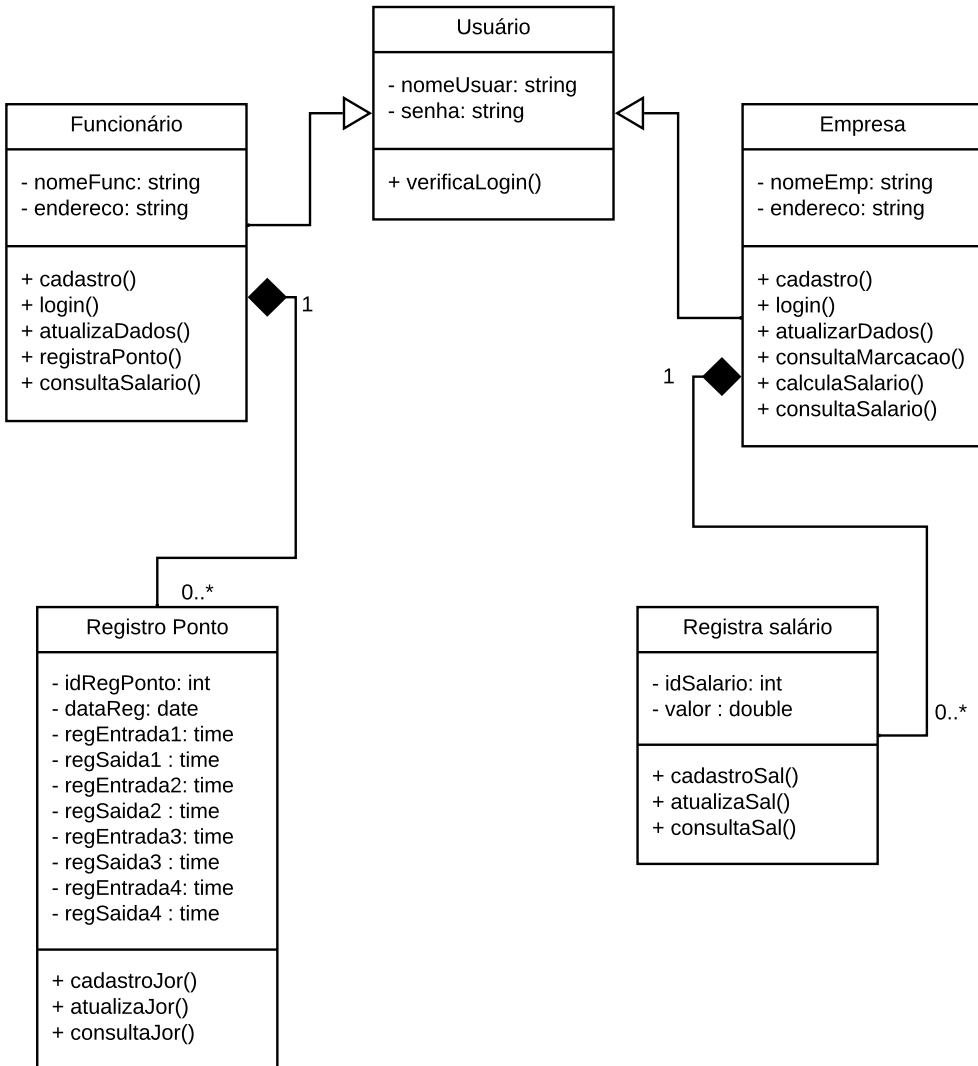 Usuário
- nomeUsuar: string
- senha: string
+ verificaLogin()
Funcionário
- nomeFunc: string
- endereco: string
+ cadastro()
+ login()
+ atualizaDados()
+ registraPonto()
+ consultaSalario()
Empresa
- nomeEmp: string
- endereco: string
+ cadastro()
+ login()
+ atualizarDados()
+ consultaMarcacao()
+ calculaSalario()
+ consultaSalario()
1
1
0..*
Registro Ponto
- idRegPonto: int
- dataReg: date
- regEntrada1: time
- regSaida1 : time
- regEntrada2: time
- regSaida2 : time
- regEntrada3: time
- regSaida3 : time
- regEntrada4: time
- regSaida4 : time
+ cadastroJor()
+ atualizaJor()
+ consultaJor()
Registra salário
- idSalario: int
- valor : double
+ cadastroSal()
+ atualizaSal()
+ consultaSal()
0..*